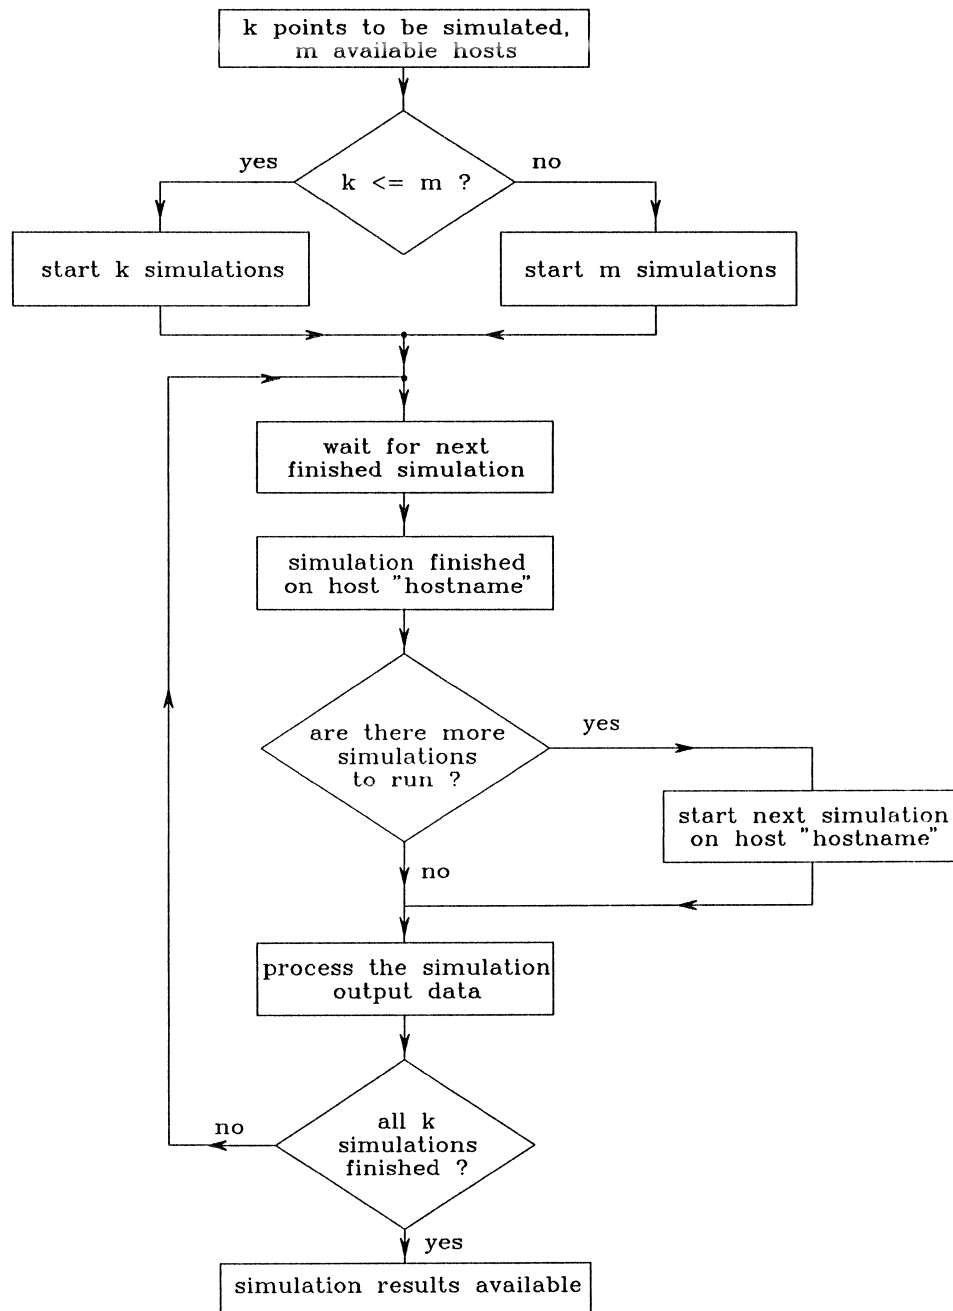 k points to be simulated,
m available hosts
yes
no
k <= m ?
start k simulations
start m simulations
wait for next
finished simulation
simulation finished
on host "hostname"
are there more
simulations
to run ?
yes
start next simulation
on host "hostname"
no
process the simulation
output data
all k
simulations
finished ?
no
yes
simulation results available